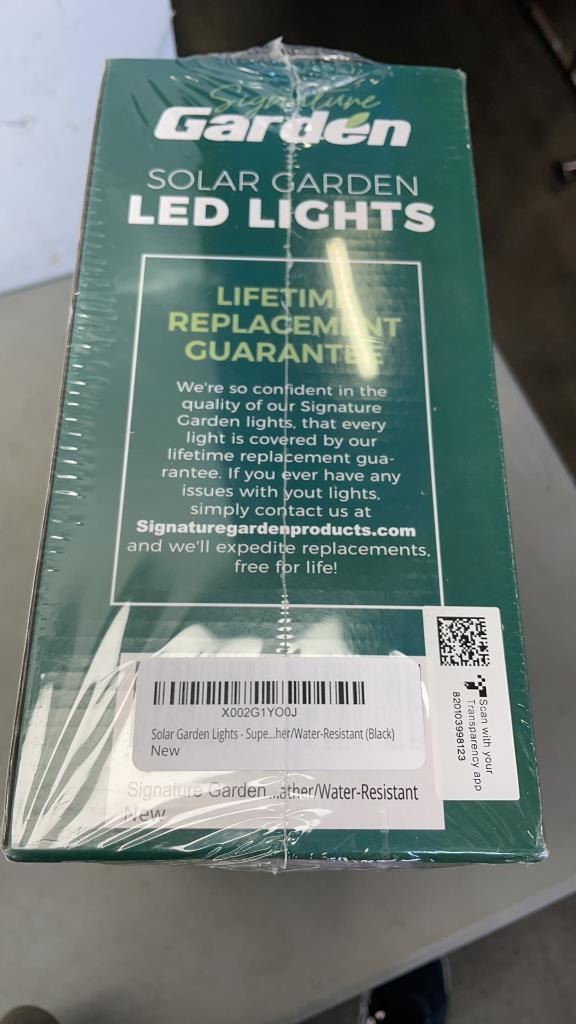 Signature
Garden
SOLAR GARDEN
LED LIGHTS
LIFETIME
REPLACEMENT
GUARANTEE
We're so confident in the
quality of our Signature
Garden lights, that every
light is covered by our
lifetime replacement gua-
rantee. If you ever have any
issues with yout lights,
simply contact us at
Signaturegardenproducts.com
and we'll expedite replacements,
free for life!
X002G1YO0J
Solar Garden Lights - Supe...her/Water-Resistant (Black)
New
Signature Garden ...ather/Water-Resistant
New
Scan with your
Transparency app
820103998123